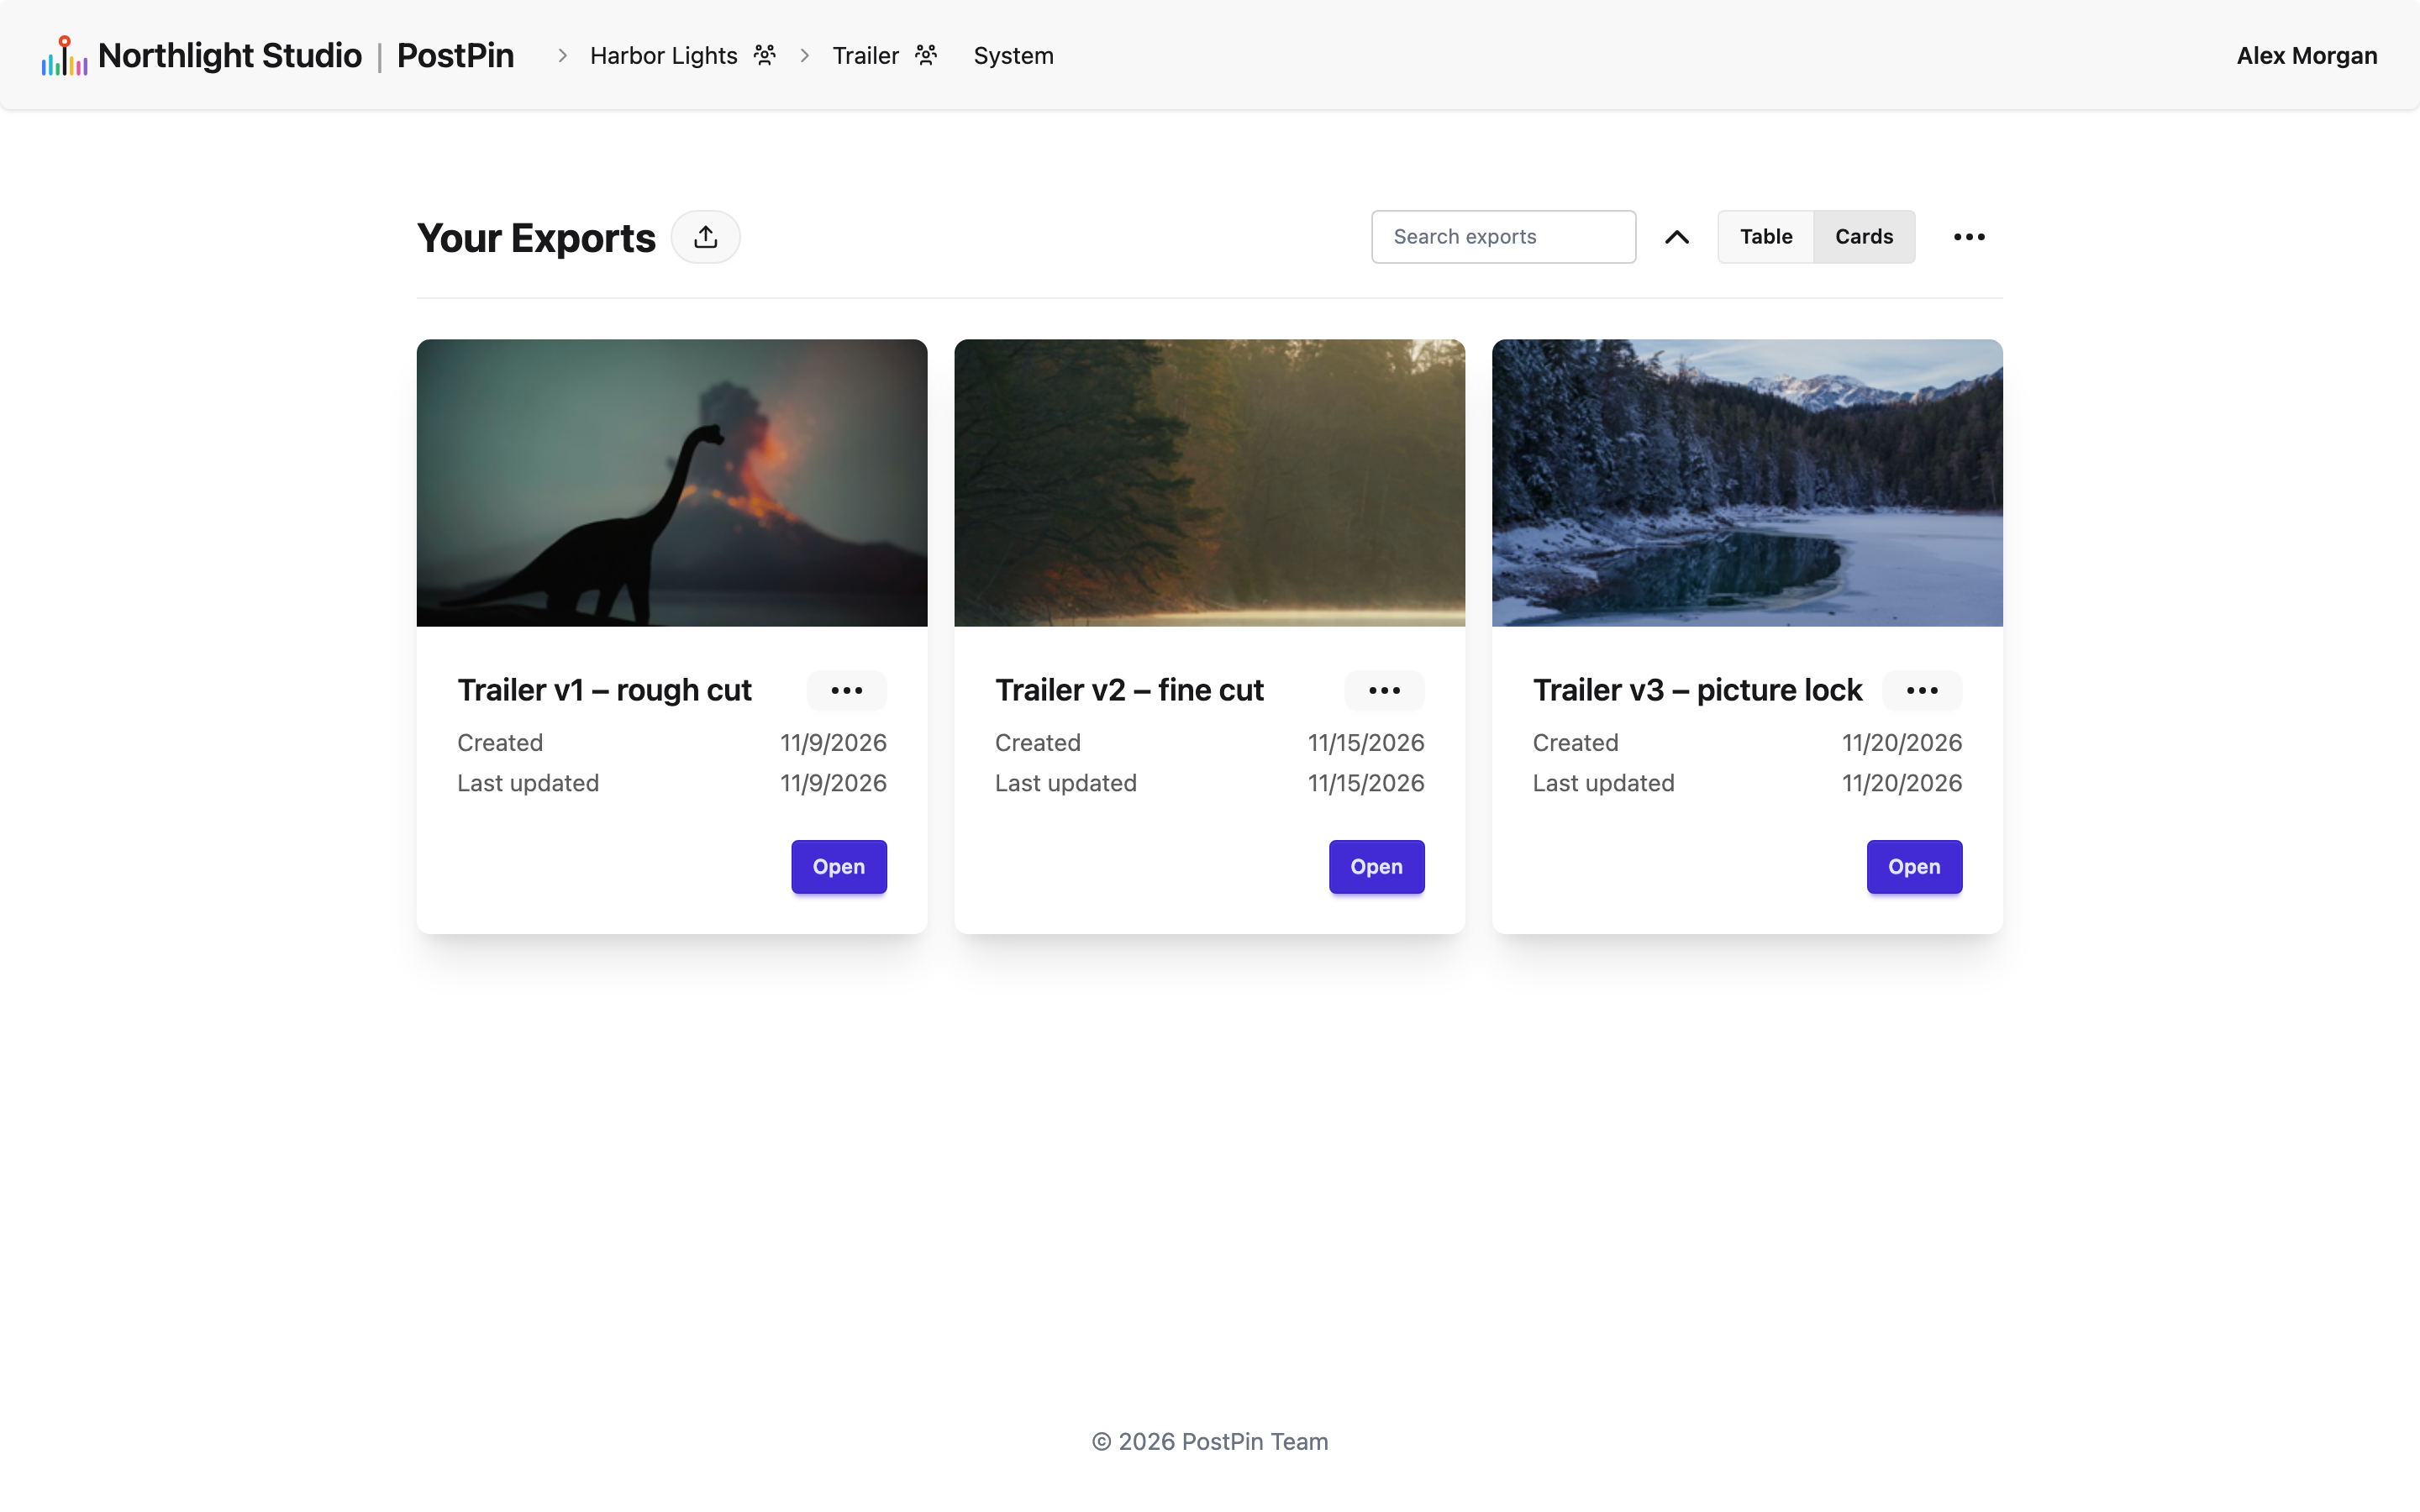 Northlight Studio | PostPin
Harbor Lights
Trailer
System
Alex Morgan
Your Exports
Search exports
Table
Cards
Trailer v1 – rough cut
Created 11/9/2026
Last updated 11/9/2026
Open
Trailer v2 – fine cut
Created 11/15/2026
Last updated 11/15/2026
Open
Trailer v3 – picture lock
Created 11/20/2026
Last updated 11/20/2026
Open
© 2026 PostPin Team